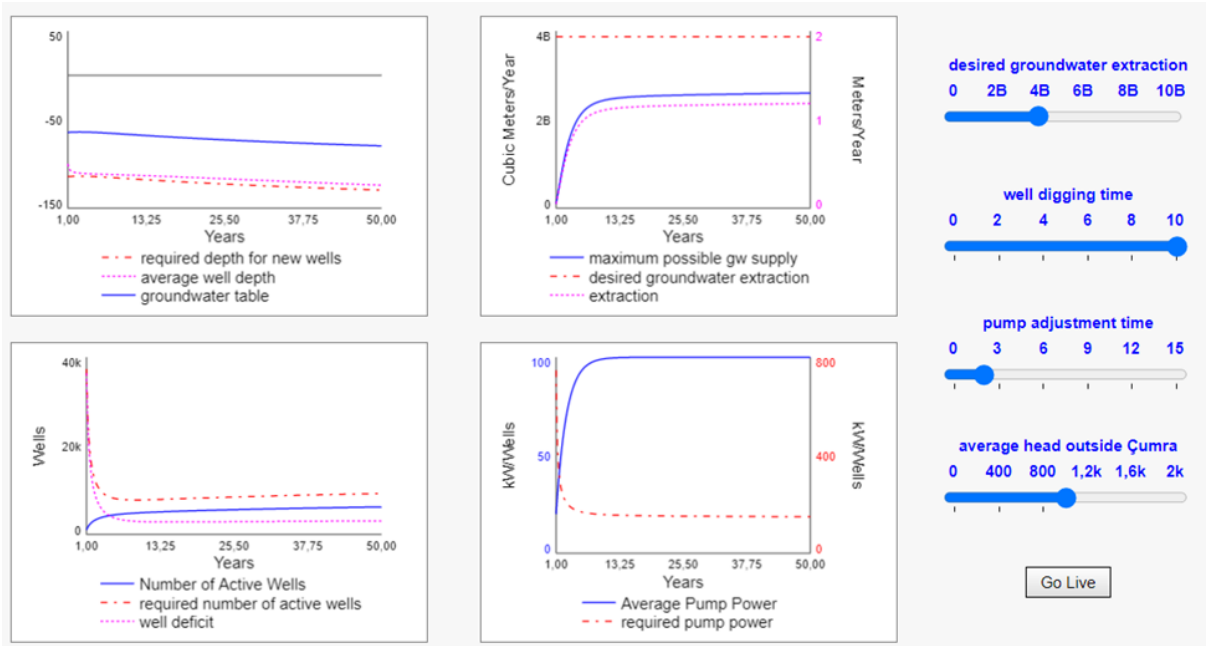 50
-50
-150
1,00 13,25 25,50 37,75 50,00
Years
required depth for new wells
average well depth
groundwater table
Cubic Meters/Year
4B
2B
0
2
1
0
Meters/Year
1,00 13,25 25,50 37,75 50,00
Years
maximum possible gw supply
desired groundwater extraction
extraction
Wells
40k
20k
0
1,00 13,25 25,50 37,75 50,00
Years
Number of Active Wells
required number of active wells
well deficit
kW/Wells
100
50
0
800
400
0
kW/Wells
1,00 13,25 25,50 37,75 50,00
Years
Average Pump Power
required pump power
desired groundwater extraction
0 2B 4B 6B 8B 10B
well digging time
0 2 4 6 8 10
pump adjustment time
0 3 6 9 12 15
average head outside Çumra
0 400 800 1,2k 1,6k 2k
Go Live